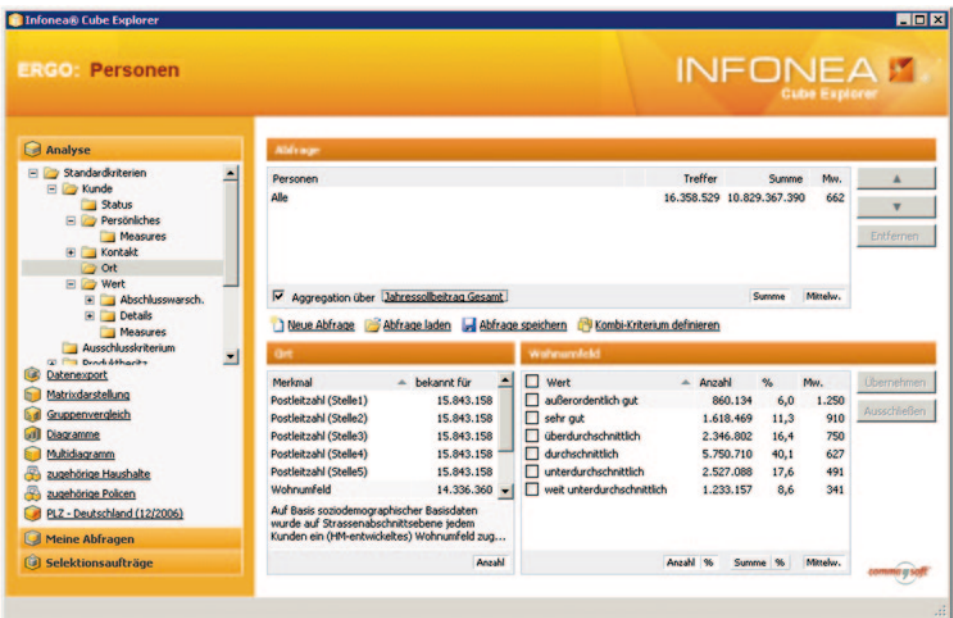 Infonea® Cube Explorer
ERGO: Personen
INFONEA
Cube Explorer
Analyse
Standardkriterien
Kunde
Status
Persönliches
Measures
Kontakt
Ort
Wert
Abschlusswarsch.
Details
Measures
Ausschlusskriterium
Produktbesitz
Datenexport
Matrixdarstellung
Gruppenvergleich
Diagramme
Multidiagramm
zugehörige Haushalte
zugehörige Policen
PLZ - Deutschland (12/2006)
Meine Abfragen
Selektionsaufträge
Abfrage
Personen Treffer Summe Mw.
Alle 16.358.529 10.829.367.390 662
Entfernen
Aggregation über Jahressollbeitrag Gesamt
Summe Mittelw.
Neue Abfrage Abfrage laden Abfrage speichern Kombi-Kriterium definieren
Ort
Merkmal bekannt für
Postleitzahl (Stelle1) 15.843.158
Postleitzahl (Stelle2) 15.843.158
Postleitzahl (Stelle3) 15.843.158
Postleitzahl (Stelle4) 15.843.158
Postleitzahl (Stelle5) 15.843.158
Wohnumfeld 14.336.360
Auf Basis soziodemographischer Basisdaten
wurde auf Strassenabschnittsebene jedem
Kunden ein (HM-entwickeltes) Wohnumfeld zug...
Anzahl
Wohnumfeld
Wert Anzahl % Mw.
außerordentlich gut 860.134 6,0 1.250
sehr gut 1.618.469 11,3 910
überdurchschnittlich 2.346.802 16,4 750
durchschnittlich 5.750.710 40,1 627
unterdurchschnittlich 2.527.088 17,6 491
weit unterdurchschnittlich 1.233.157 8,6 341
Anzahl % Summe % Mittelw.
Übernehmen
Ausschließen
comma soft